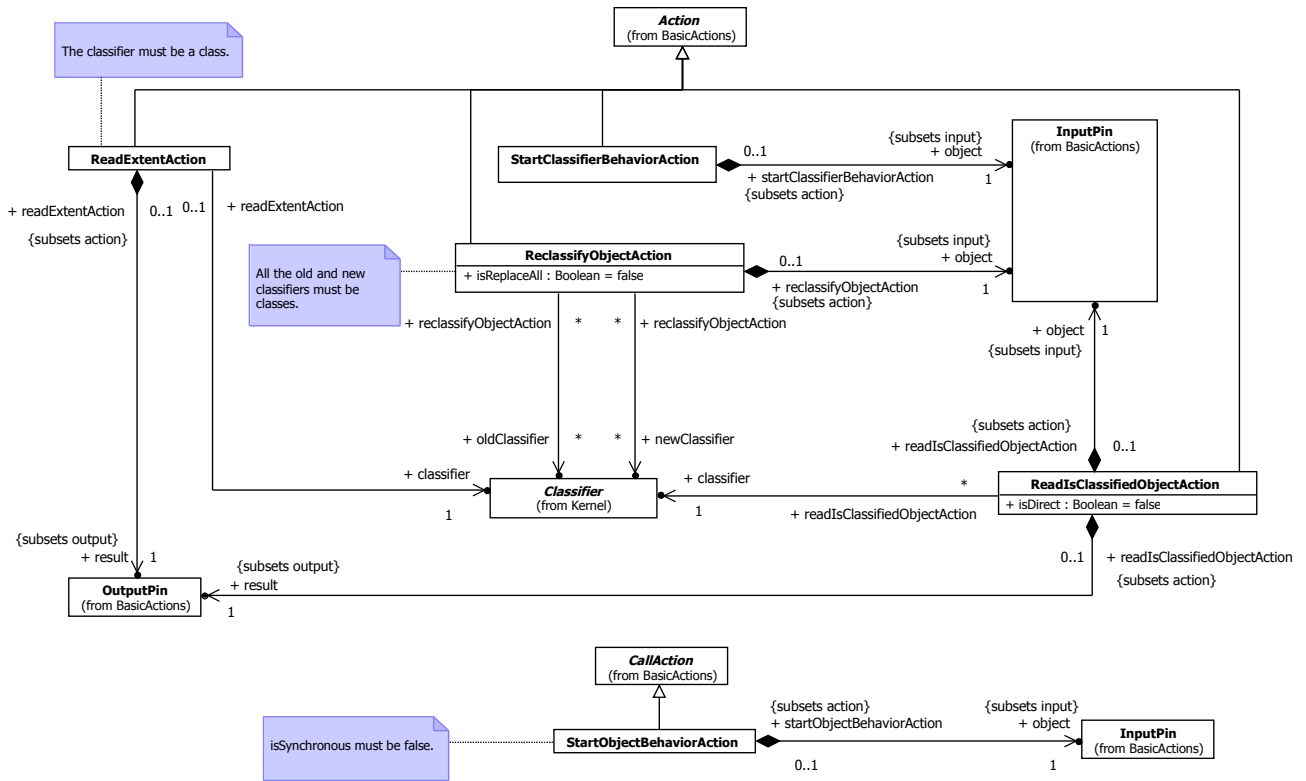 Action
(from BasicActions)
The classifier must be a class.
ReadExtentAction
StartClassifierBehaviorAction
0..1
+ startClassifierBehaviorAction
{subsets action}
{subsets input}
+ object
1
InputPin
(from BasicActions)
+ readExtentAction
0..1
{subsets action}
0..1
+ readExtentAction
All the old and new
classifiers must be
classes.
ReclassifyObjectAction
+ isReplaceAll : Boolean = false
0..1
+ reclassifyObjectAction
{subsets action}
{subsets input}
+ object
1
+ reclassifyObjectAction
*
*
+ reclassifyObjectAction
+ object
1
{subsets input}
+ oldClassifier
*
*
+ newClassifier
{subsets action}
+ readIsClassifiedObjectAction
0..1
+ classifier
1
Classifier
(from Kernel)
+ classifier
1
*
+ readIsClassifiedObjectAction
ReadIsClassifiedObjectAction
+ isDirect : Boolean = false
{subsets output}
+ result
1
OutputPin
(from BasicActions)
{subsets output}
+ result
1
0..1
+ readIsClassifiedObjectAction
{subsets action}
CallAction
(from BasicActions)
isSynchronous must be false.
StartObjectBehaviorAction
{subsets action}
+ startObjectBehaviorAction
0..1
{subsets input}
+ object
1
InputPin
(from BasicActions)